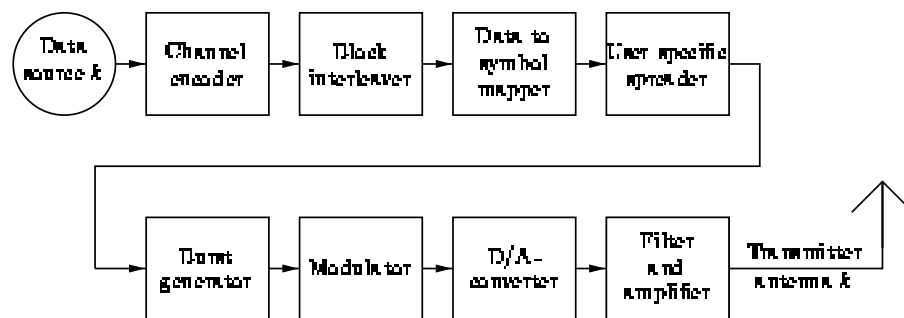 Data
source k
Channel
encoder
Block
interleaver
Data to
symbol
mapper
User specific
spreader
Burst
generator
Modulator
D/A-
converter
Filter
and
amplifier
Transmitter
antenna k